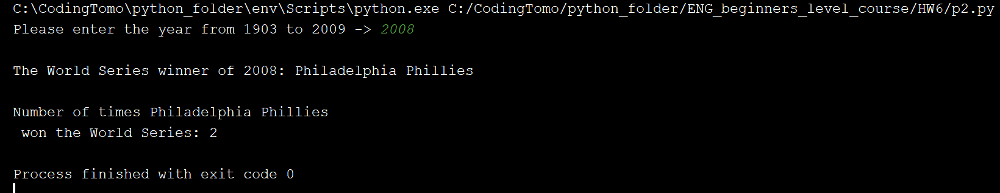 C:\CodingTomo\python_folder\env\Scripts\python.exe C:/CodingTomo/python_folder/ENG_beginners_level_course/HW6/p2.py
Please enter the year from 1903 to 2009 -> 2008
The World Series winner of 2008: Philadelphia Phillies
Number of times Philadelphia Phillies
 won the World Series: 2
Process finished with exit code 0